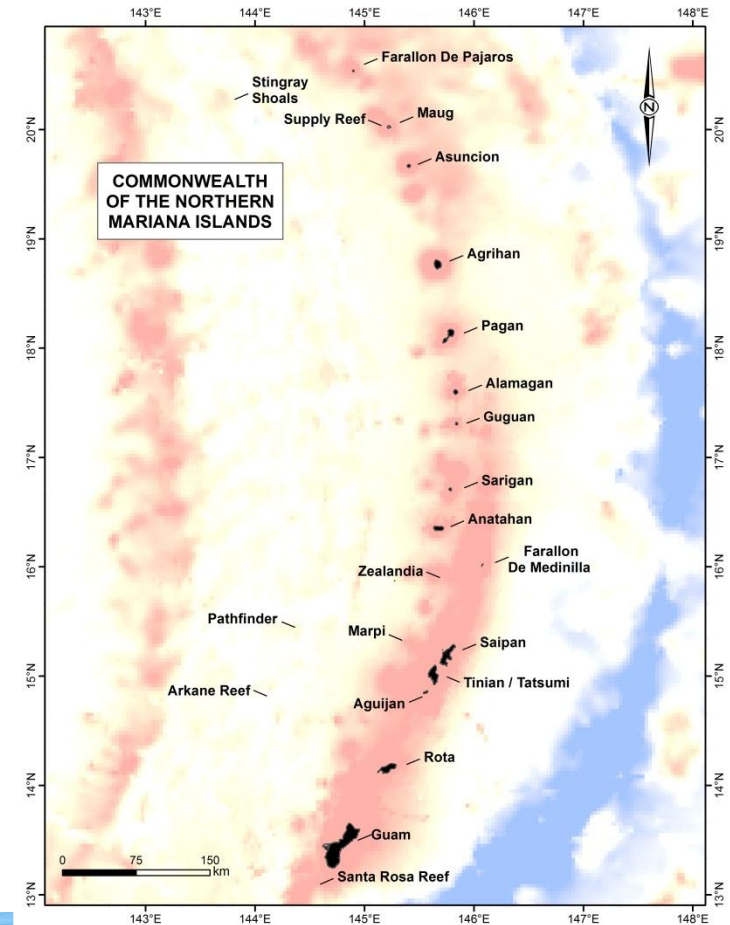 143°E 144°E 145°E 146°E 147°E 148°E
Farallon De Pajaros
Stingray
Shoals
Supply Reef
Maug
20°N
20°N
Asuncion
COMMONWEALTH
OF THE NORTHERN
MARIANA ISLANDS
19°N
19°N
Agrihan
Pagan
18°N
18°N
Alamagan
Guguan
17°N
17°N
Sarigan
Anatahan
Farallon
De Medinilla
16°N
16°N
Zealandia
Pathfinder
Marpi
Saipan
15°N
15°N
Tinian / Tatsumi
Arkane Reef
Aguijan
Rota
14°N
14°N
Guam
0 75 150
km
Santa Rosa Reef
13°N
13°N
143°E 144°E 145°E 146°E 147°E 148°E
N